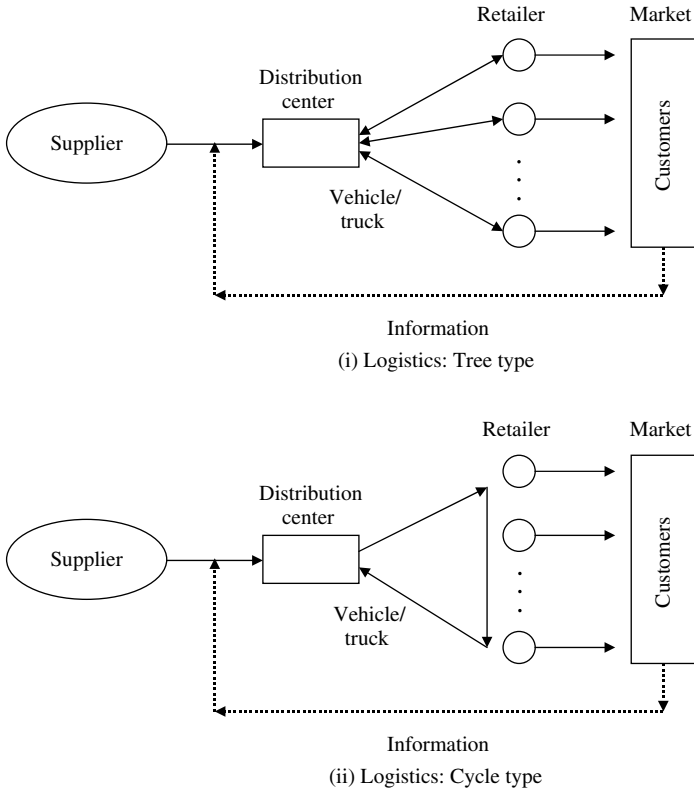 Retailer
Market
Distribution
center
Supplier
Customers
Vehicle/
truck
Information
(i) Logistics: Tree type
Retailer
Market
Distribution
center
Supplier
Customers
Vehicle/
truck
Information
(ii) Logistics: Cycle type